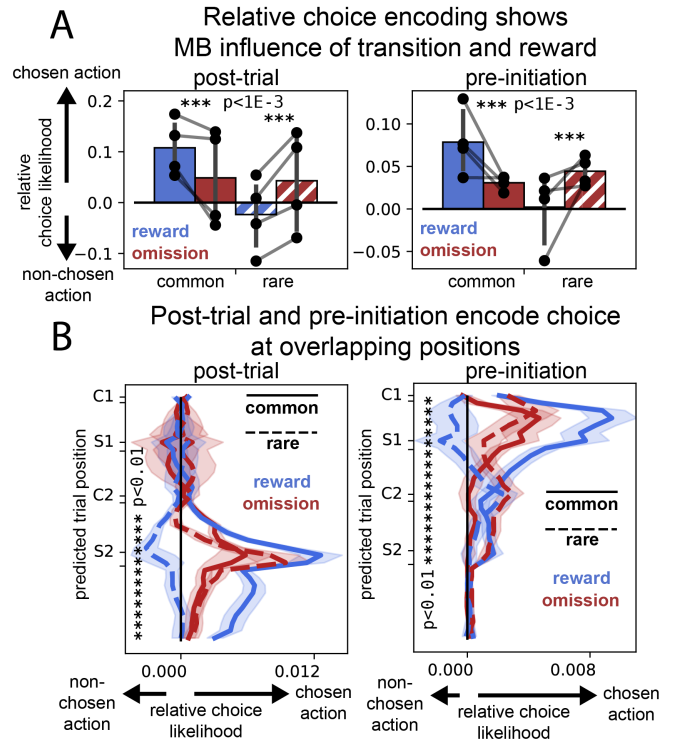 A
Relative choice encoding shows
MB influence of transition and reward
post-trial
pre-initiation
chosen action
relative
choice likelihood
non-chosen
action
0.2
0.1
0.0
−0.1
*** p<1E-3
***
reward
omission
common rare
0.10
0.05
0.00
−0.05
*** p<1E-3
***
reward
omission
common rare
B
Post-trial and pre-initiation encode choice
at overlapping positions
post-trial
pre-initiation
predicted trial position
C1
S1
C2
S2
common
rare
reward
omission
************** p<0.01
0.000 0.012
non-
chosen
action
relative choice
likelihood
chosen
action
predicted trial position
C1
S1
C2
S2
common
rare
reward
omission
p<0.01
0.000 0.008
non-
chosen
action
relative choice
likelihood
chosen
action